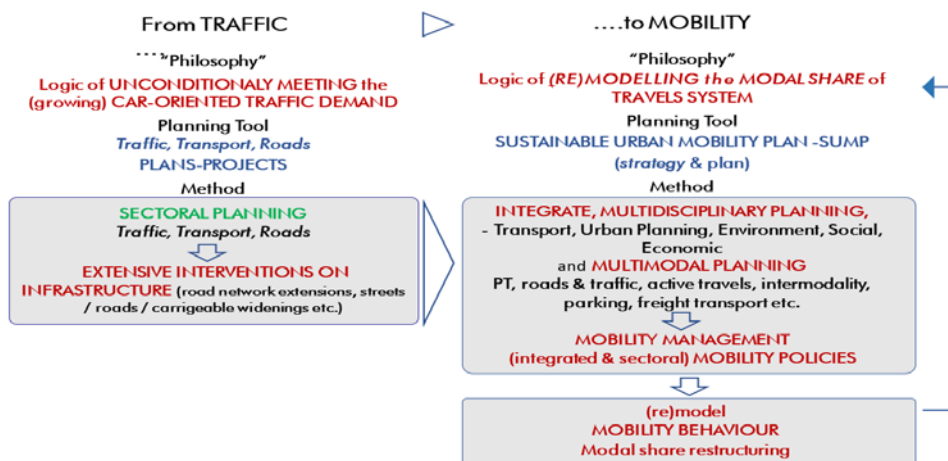 From TRAFFIC
...."Philosophy"
Logic of UNCONDITIONALY MEETING the
(growing) CAR-ORIENTED TRAFFIC DEMAND
Planning Tool
Traffic, Transport, Roads
PLANS-PROJECTS
Method
SECTORAL PLANNING
Traffic, Transport, Roads
EXTENSIVE INTERVENTIONS ON
INFRASTRUCTURE (road network extensions, streets
/ roads / carrigeable widenings etc.)
....to MOBILITY
"Philosophy"
Logic of (RE)MODELLING the MODAL SHARE of
TRAVELS SYSTEM
Planning Tool
SUSTAINABLE URBAN MOBILITY PLAN -SUMP
(strategy & plan)
Method
INTEGRATE, MULTIDISCIPLINARY PLANNING,
- Transport, Urban Planning, Environment, Social,
Economic
and MULTIMODAL PLANNING
PT, roads & traffic, active travels, intermodality,
parking, freight transport etc.
MOBILITY MANAGEMENT
(integrated & sectoral) MOBILITY POLICIES
(re)model
MOBILITY BEHAVIOUR
Modal share restructuring